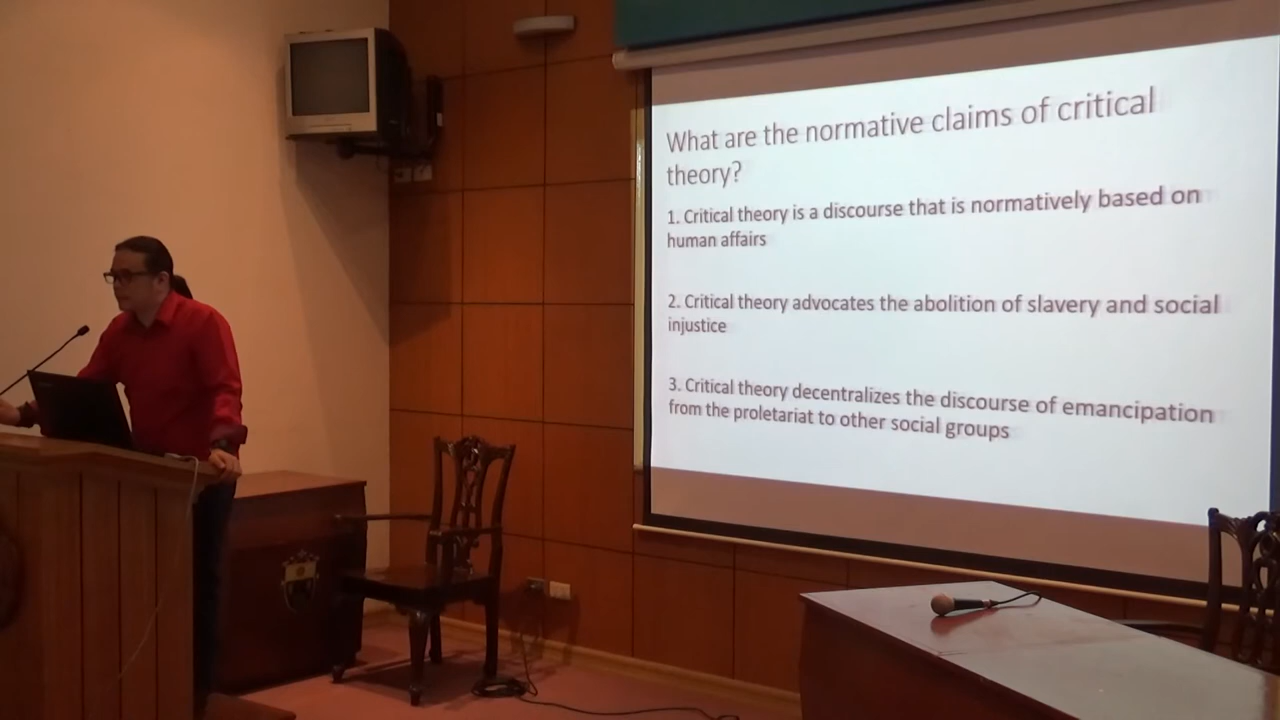 What are the normative claims of critical
theory?
1. Critical theory is a discourse that is normatively based on
human affairs
2. Critical theory advocates the abolition of slavery and social
injustice
3. Critical theory decentralizes the discourse of emancipation
from the proletariat to other social groups